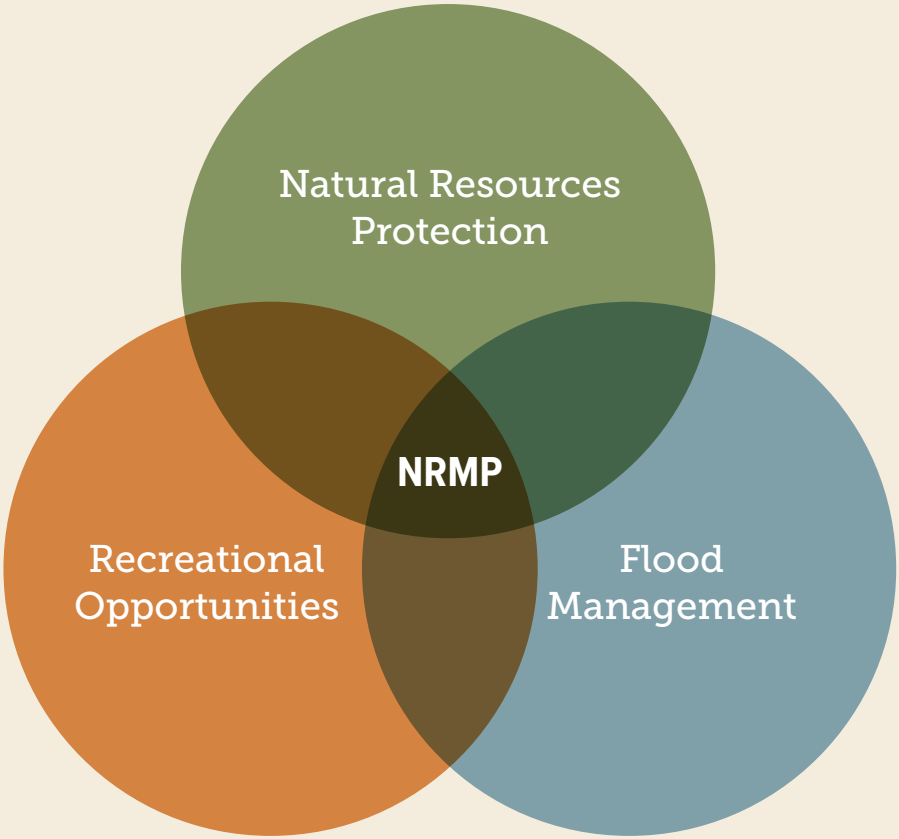 Natural Resources
Protection
NRMP
Recreational
Opportunities
Flood
Management